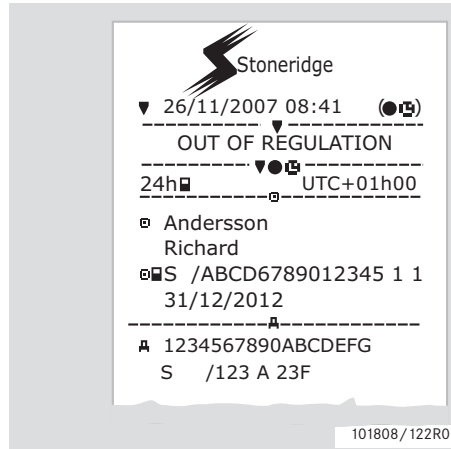 Stoneridge
26/11/2007 08:41
OUT OF REGULATION
24h UTC+01h00
Andersson
Richard
S /ABCD6789012345 1 1
31/12/2012
1234567890ABCDEFG
S /123 A 23F
101808/122R0